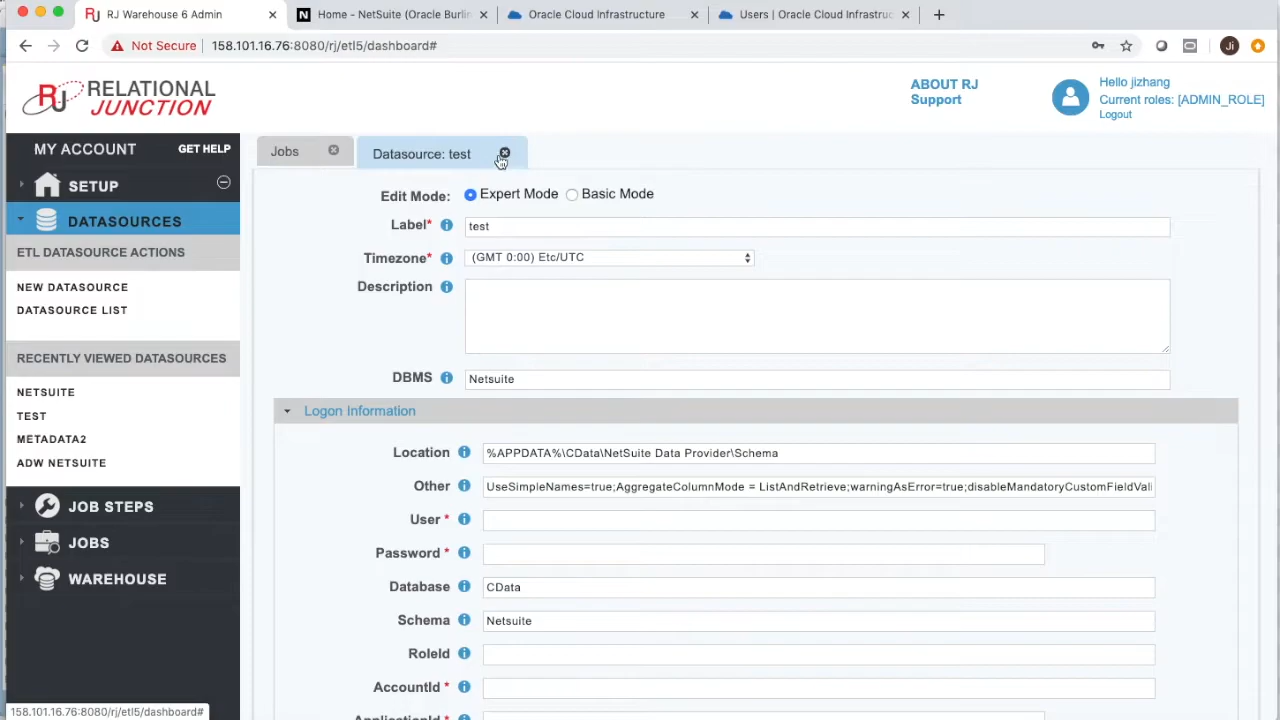 RJ Warehouse 6 Admin
Home - NetSuite (Oracle Burlin
Oracle Cloud Infrastructure
Users | Oracle Cloud Infrastruc
Not Secure
158.101.16.76:8080/rj/etl5/dashboard#
Ji
RJ RELATIONAL JUNCTION
ABOUT RJ
Support
Hello jizhang
Current roles: [ADMIN_ROLE]
Logout
MY ACCOUNT
GET HELP
SETUP
DATASOURCES
ETL DATASOURCE ACTIONS
NEW DATASOURCE
DATASOURCE LIST
RECENTLY VIEWED DATASOURCES
NETSUITE
TEST
METADATA2
ADW NETSUITE
JOB STEPS
JOBS
WAREHOUSE
Jobs
Datasource: test
Edit Mode: Expert Mode Basic Mode
Label* test
Timezone* (GMT 0:00) Etc/UTC
Description
DBMS Netsuite
Logon Information
Location %APPDATA%\CData\NetSuite Data Provider\Schema
Other UseSimpleNames=true;AggregateColumnMode = ListAndRetrieve;warningAsError=true;disableMandatoryCustomFieldVali
User *
Password *
Database CData
Schema Netsuite
RoleId
AccountId *
ApplicationId *
158.101.16.76:8080/rj/etl5/dashboard#